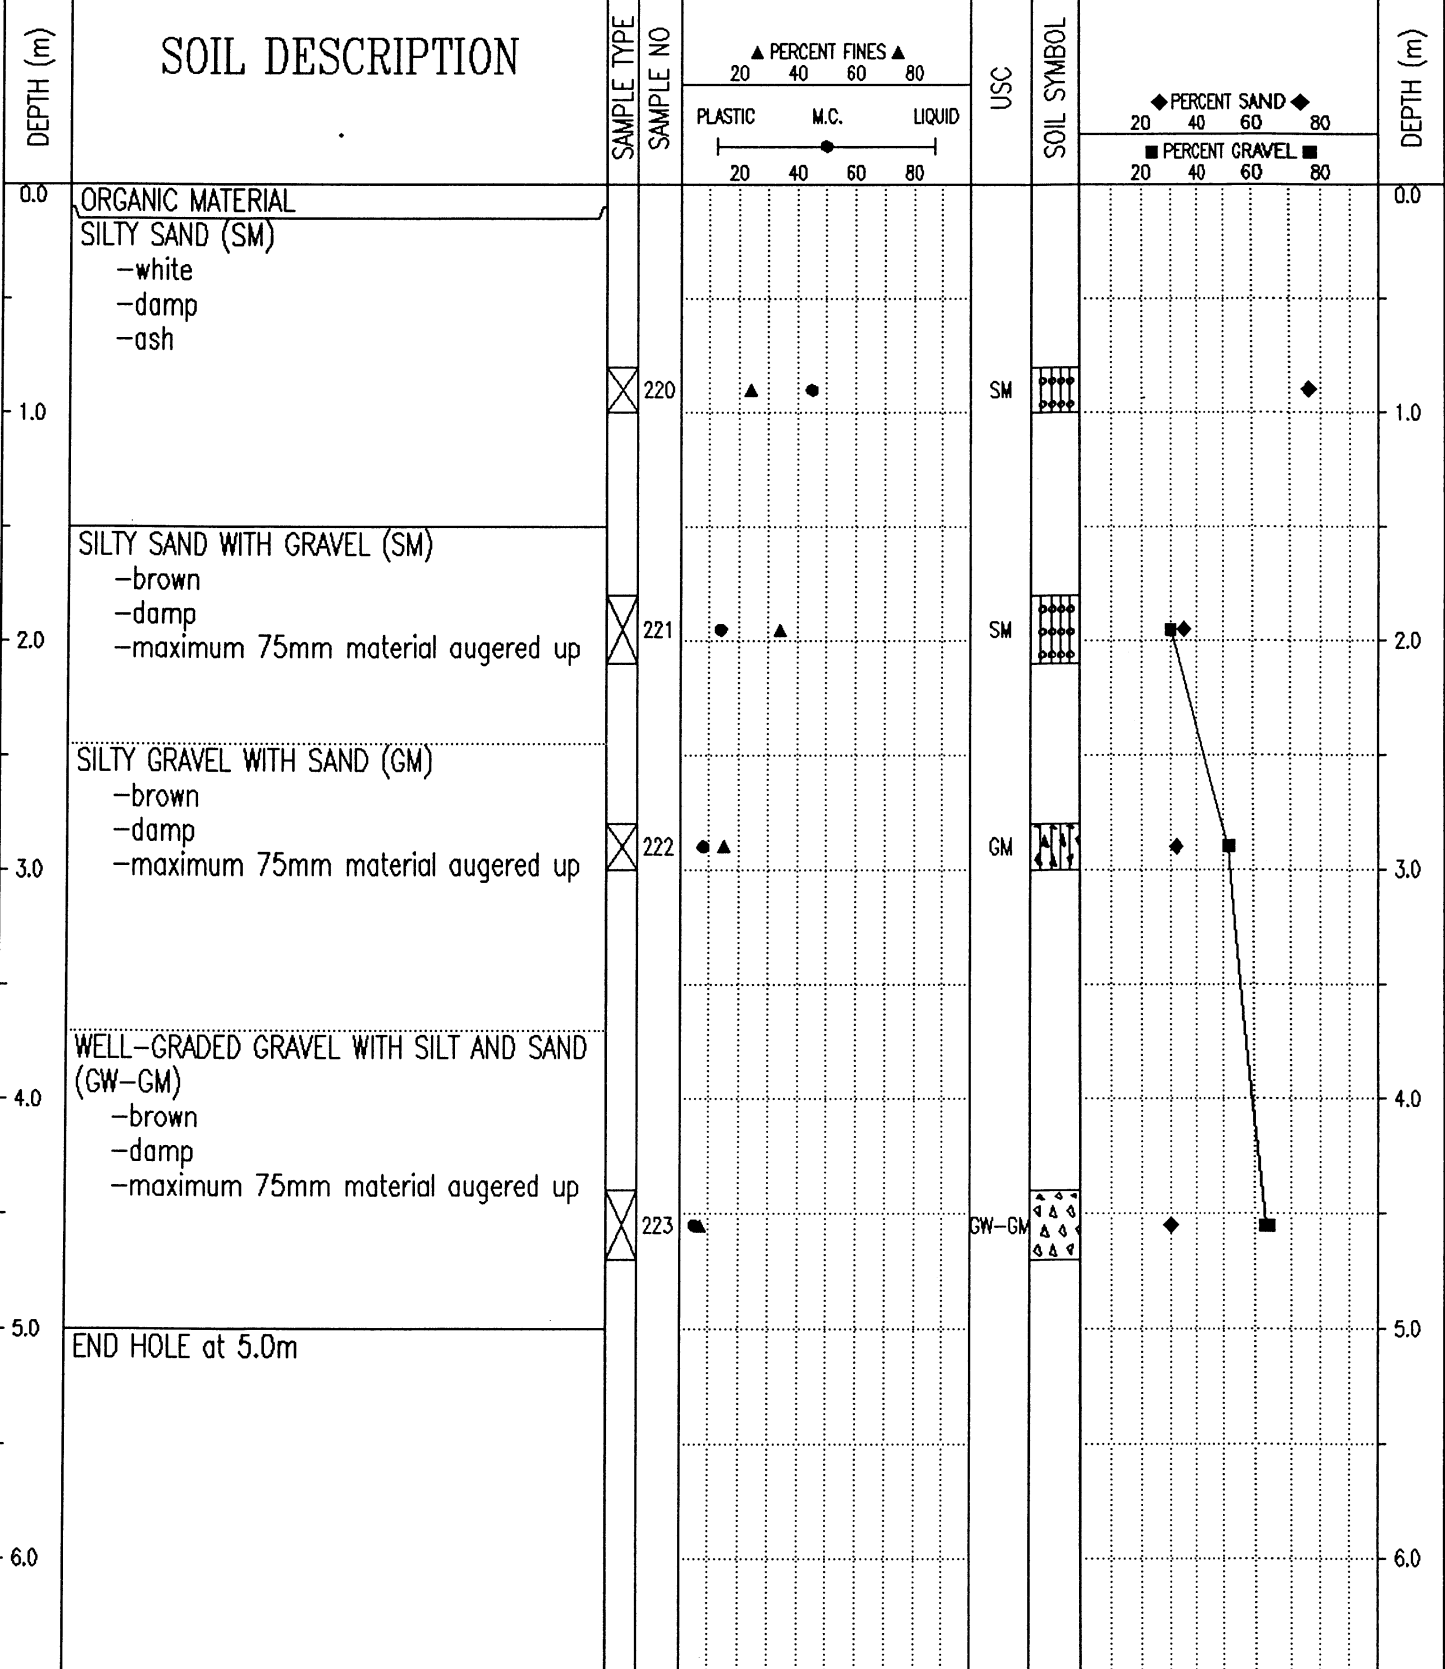 DEPTH (m)
SOIL DESCRIPTION
SAMPLE TYPE
SAMPLE NO
▲ PERCENT FINES ▲
20 40 60 80
PLASTIC M.C. LIQUID
20 40 60 80
USC
SOIL SYMBOL
◆ PERCENT SAND ◆
20 40 60 80
■ PERCENT GRAVEL ■
20 40 60 80
DEPTH (m)
0.0
ORGANIC MATERIAL
0.0
SILTY SAND (SM)
-white
-damp
-ash
220 SM
1.0
1.0
SILTY SAND WITH GRAVEL (SM)
-brown
-damp
221 SM
2.0
-maximum 75mm material augered up
2.0
SILTY GRAVEL WITH SAND (GM)
-brown
-damp
222 GM
3.0
-maximum 75mm material augered up
3.0
WELL-GRADED GRAVEL WITH SILT AND SAND
(GW-GM)
4.0
4.0
-brown
-damp
-maximum 75mm material augered up
223 GW-GM
5.0
5.0
END HOLE at 5.0m
6.0
6.0